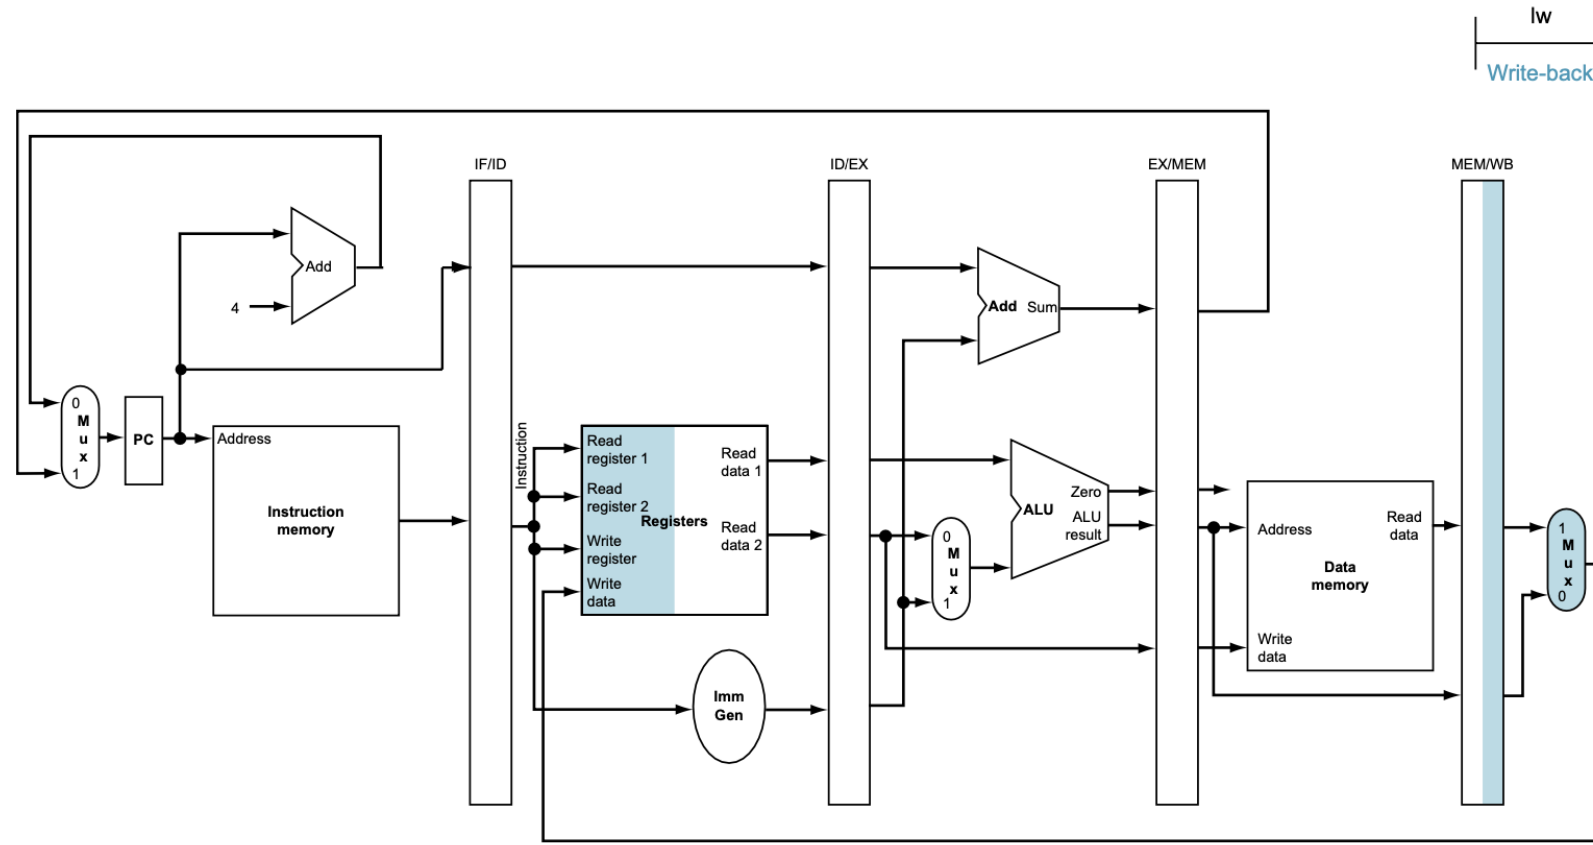 lw
Write-back
IF/ID
ID/EX
EX/MEM
MEM/WB
Add
4
Add Sum
0
M
u
x
1
PC
Address
Instruction
memory
Instruction
Read
register 1
Read
register 2
Write
register
Write
data
Registers
Read
data 1
Read
data 2
Imm
Gen
0
M
u
x
1
Zero
ALU
ALU
result
Address
Read
data
Data
memory
Write
data
1
M
u
x
0